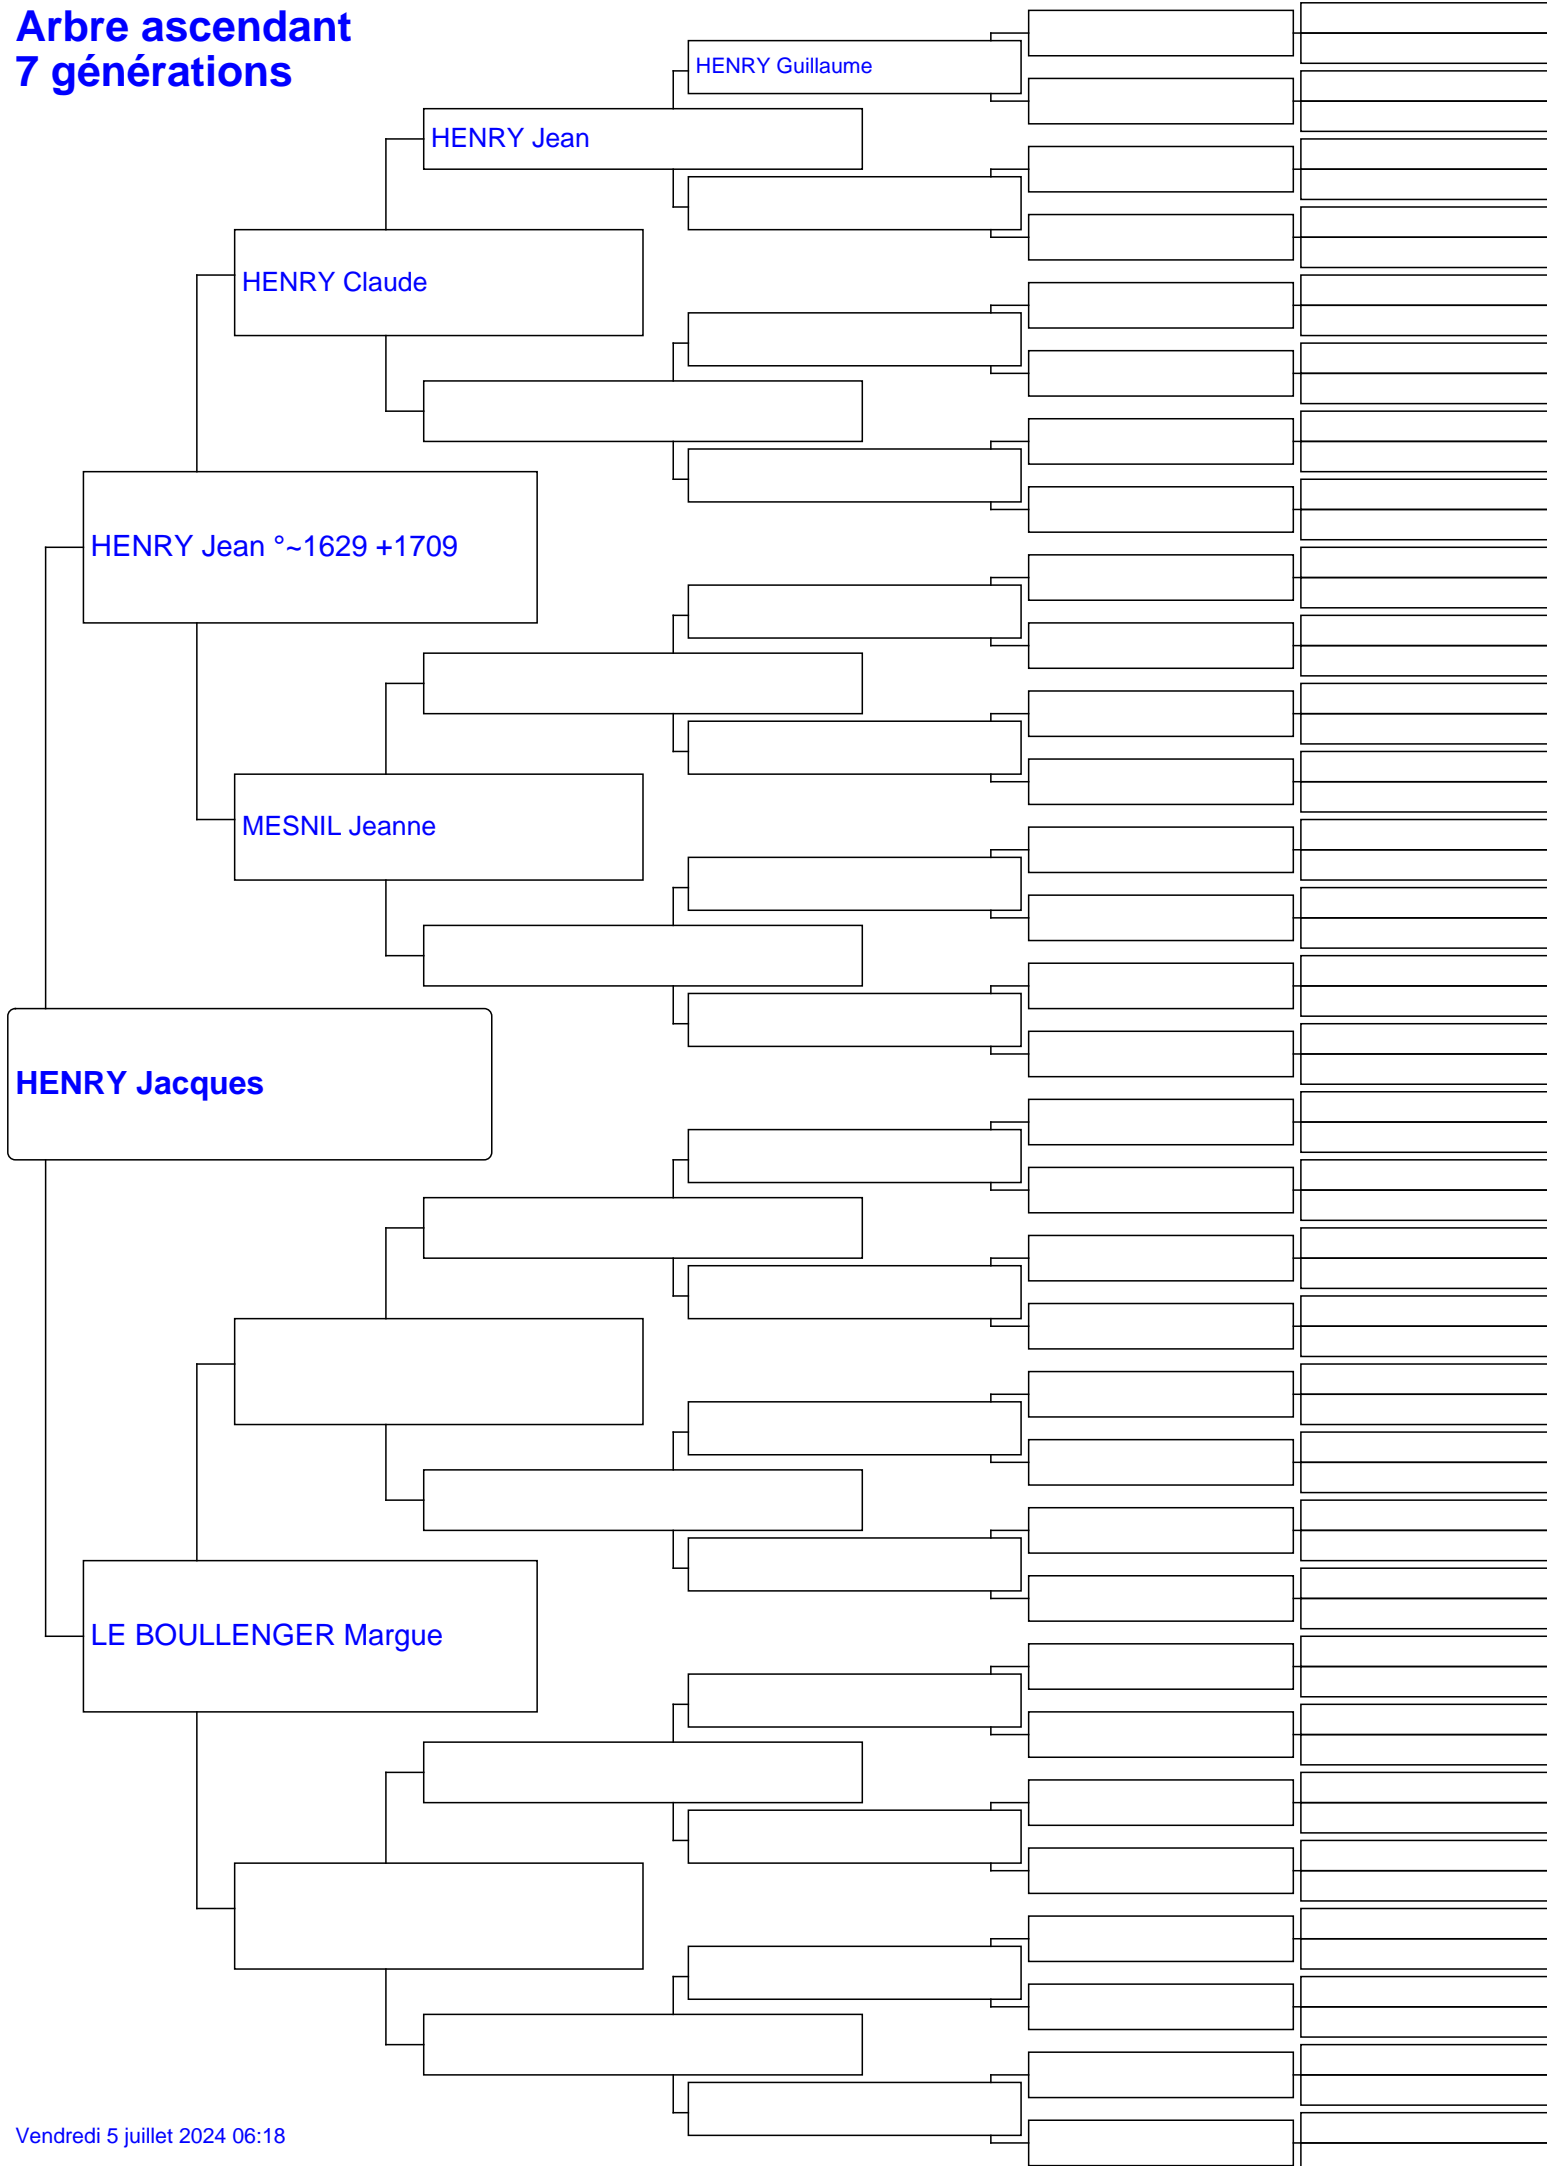 Arbre ascendant
7 générations
HENRY Guillaume
HENRY Jean
HENRY Claude
HENRY Jean °~1629 +1709
MESNIL Jeanne
HENRY Jacques
LE BOULLENGER Margue
Vendredi 5 juillet 2024 06:18